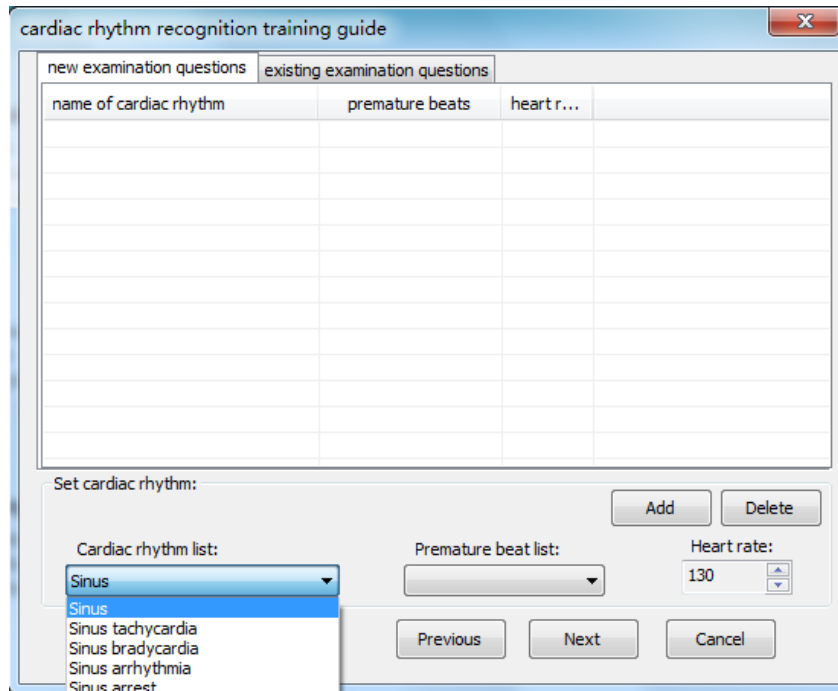 cardiac rhythm recognition training guide
X
new examination questions existing examination questions
name of cardiac rhythm premature beats heart r...
Set cardiac rhythm:
Add Delete
Cardiac rhythm list: Premature beat list: Heart rate:
Sinus 130
Sinus
Sinus tachycardia
Sinus bradycardia
Sinus arrhythmia
Sinus arrest
Previous Next Cancel